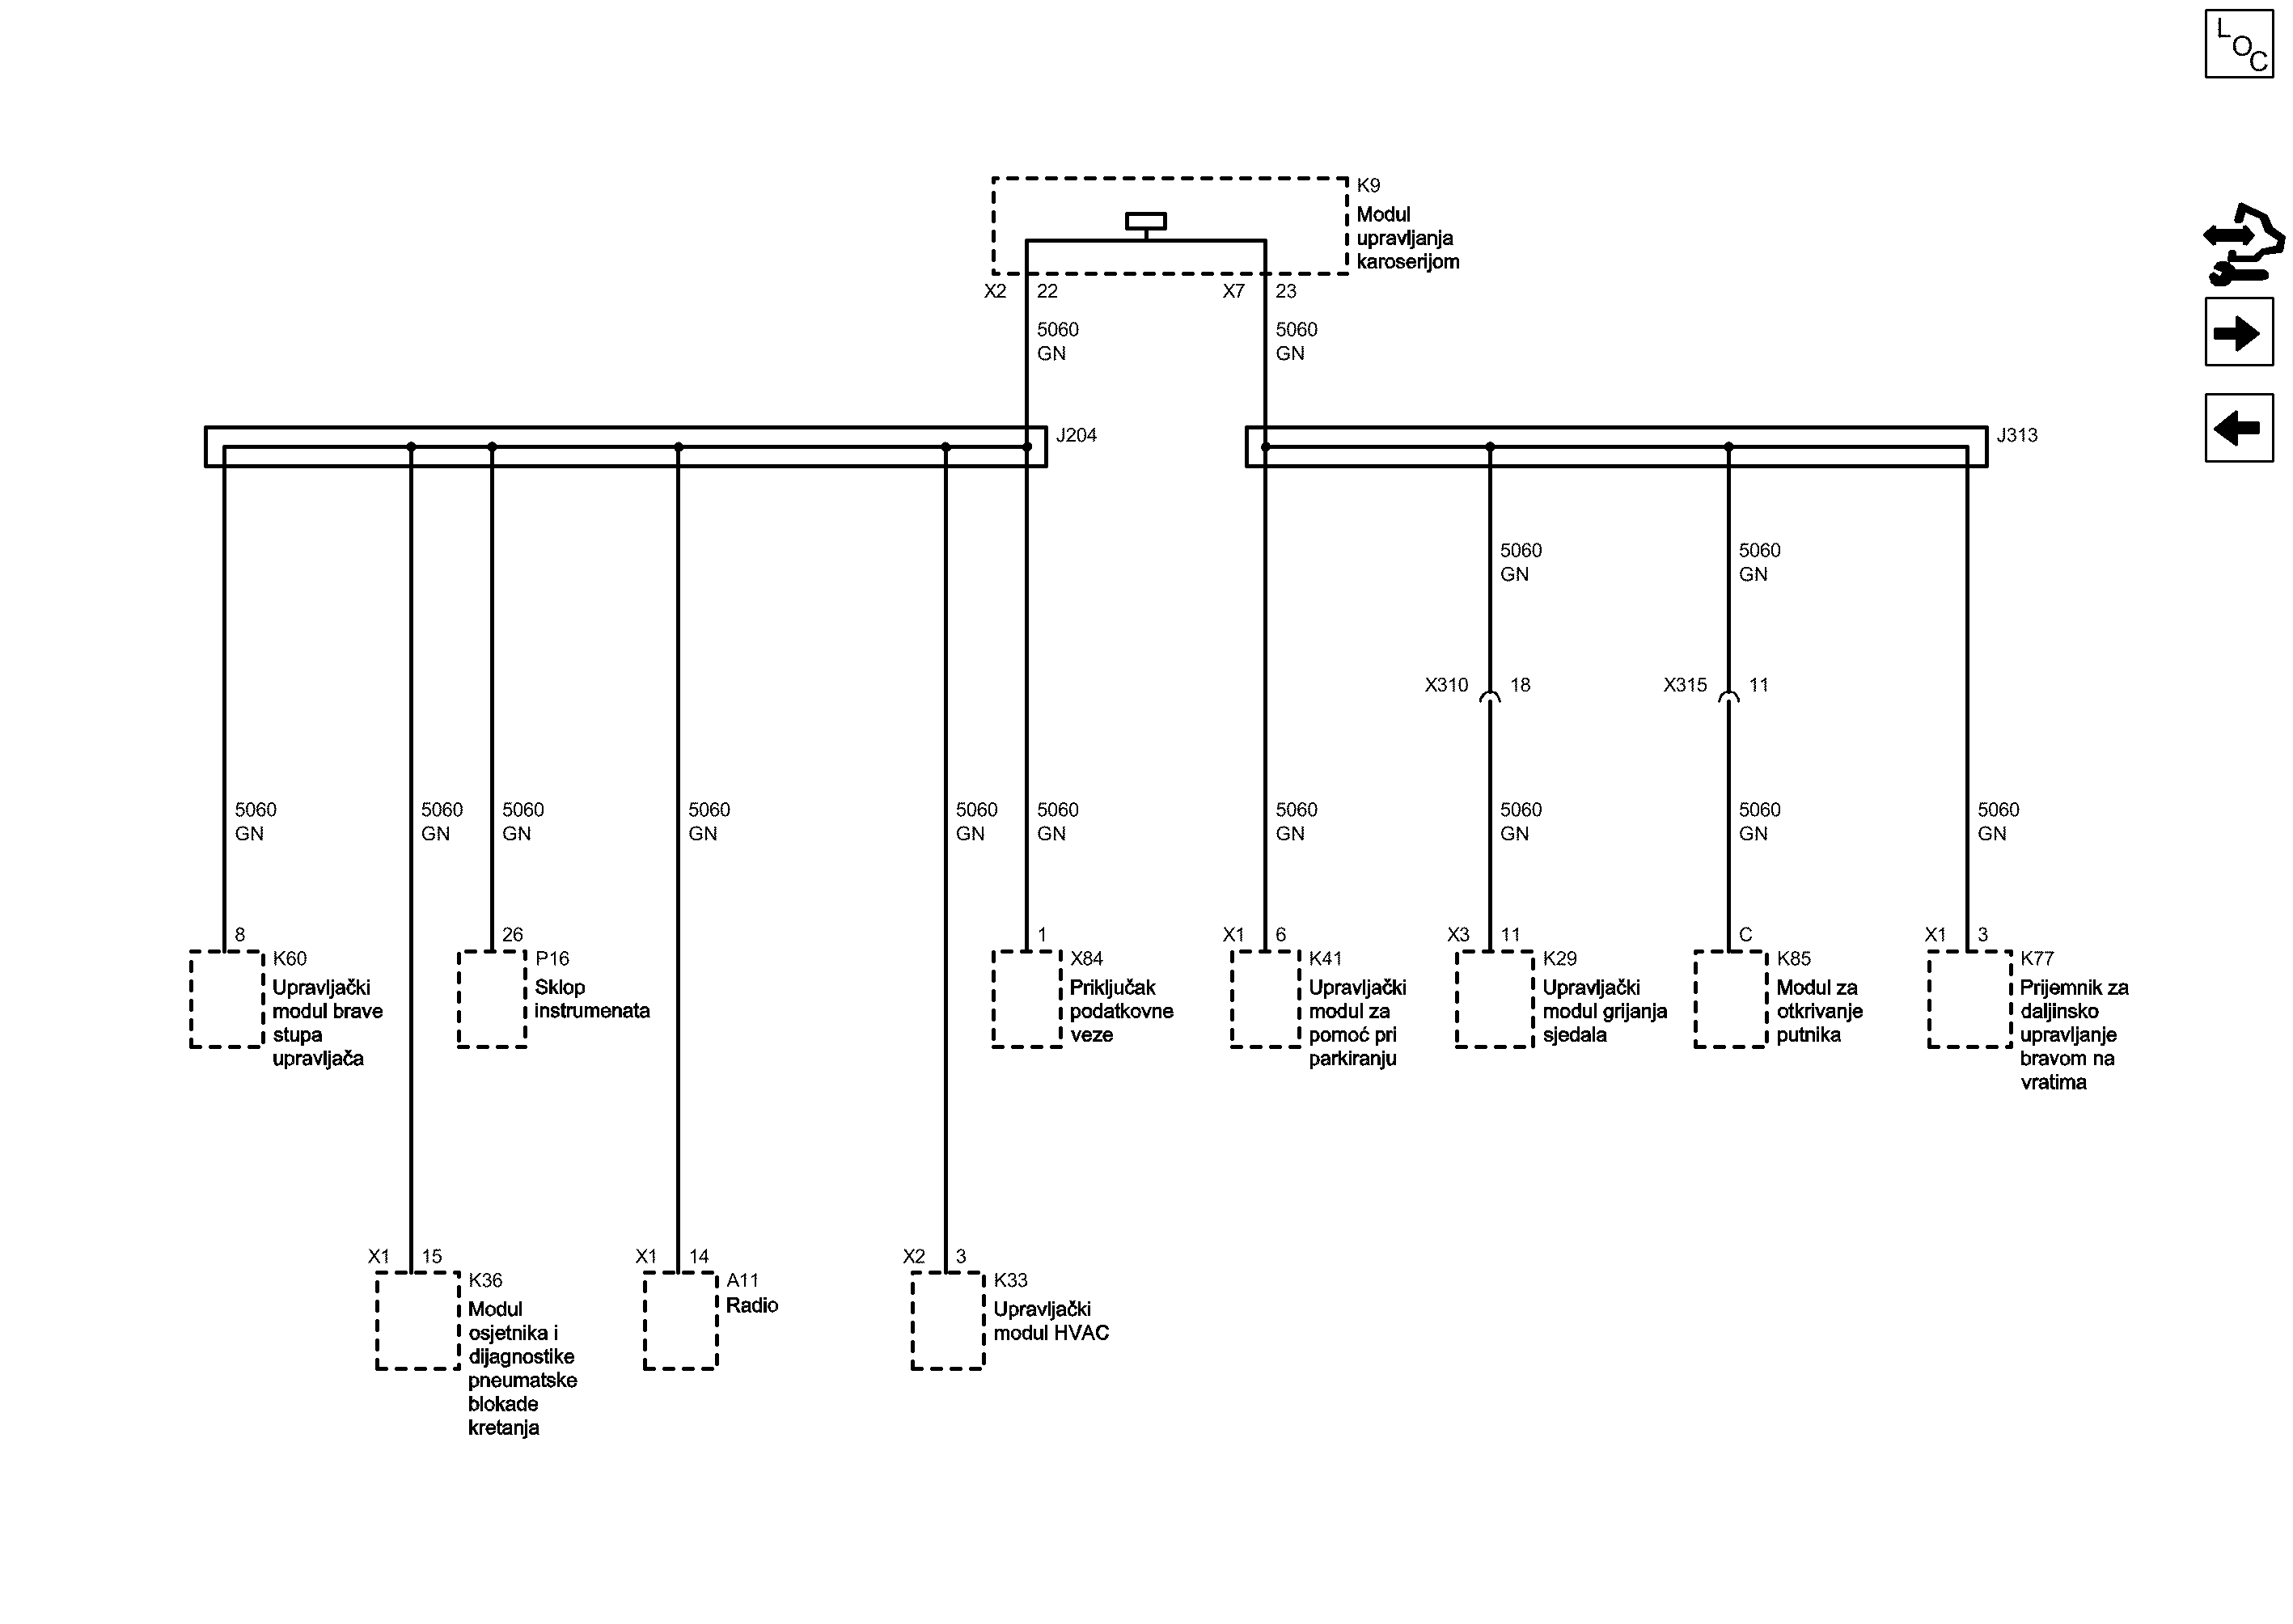 LOC
K9
Modul
upravljanja
karoserijom
X2 22 X7 23
5060 5060
GN GN
J204 J313
5060 5060
GN GN
X310 18 X315 11
5060 5060 5060 5060 5060 5060 5060 5060 5060 5060
GN GN GN GN GN GN GN GN GN GN
8 26 1 X1 6 X3 11 C X1 3
K60
Upravljački
modul brave
stupa
upravljača
P16
Sklop
instrumenata
X84
Priključak
podatkovne
veze
K41
Upravljački
modul za
pomoć pri
parkiranju
K29
Upravljački
modul grijanja
sjedala
K85
Modul za
otkrivanje
putnika
K77
Prijemnik za
daljinsko
upravljanje
bravom na
vratima
X1 15 X1 14 X2 3
K36
Modul
osjetnika i
dijagnostike
pneumatske
blokade
kretanja
A11
Radio
K33
Upravljački
modul HVAC